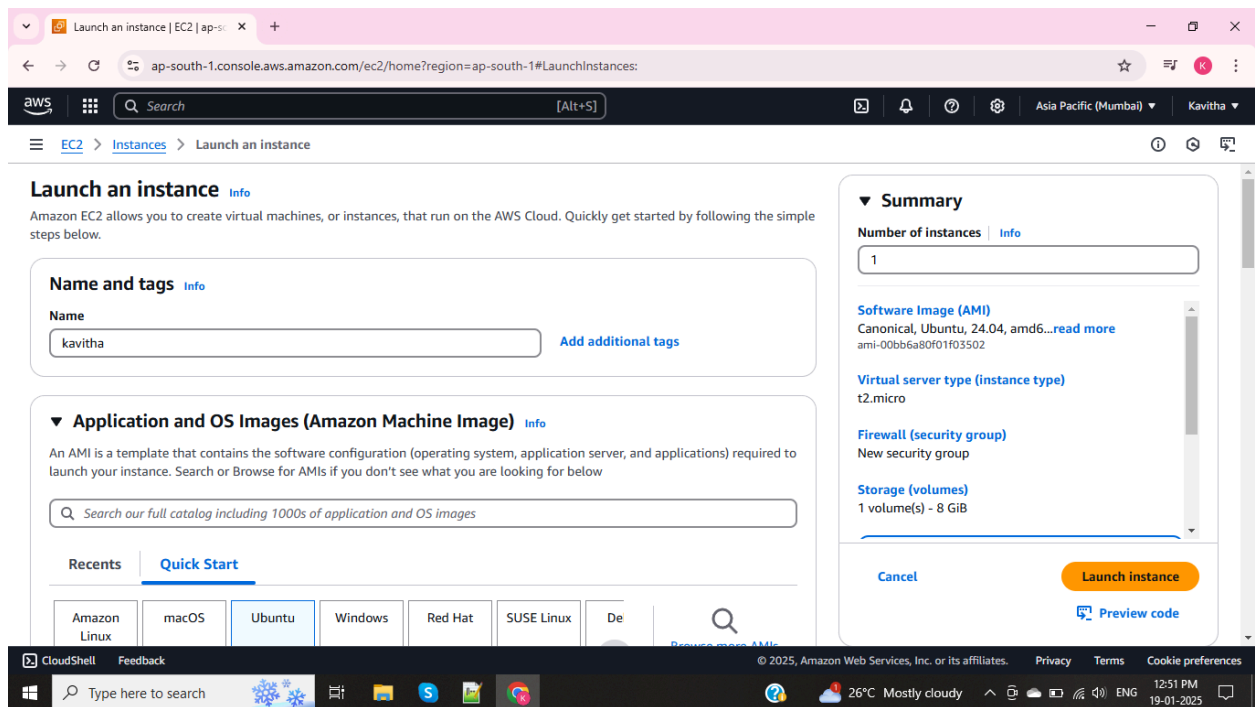 Launch an instance | EC2 | ap-sc
ap-south-1.console.aws.amazon.com/ec2/home?region=ap-south-1#LaunchInstances:
K
aws
Search
[Alt+S]
Asia Pacific (Mumbai)
Kavitha
EC2 > Instances > Launch an instance
Launch an instance Info
Amazon EC2 allows you to create virtual machines, or instances, that run on the AWS Cloud. Quickly get started by following the simple
steps below.
Name and tags Info
Name
kavitha
Add additional tags
Application and OS Images (Amazon Machine Image) Info
An AMI is a template that contains the software configuration (operating system, application server, and applications) required to
launch your instance. Search or Browse for AMIs if you don't see what you are looking for below
Search our full catalog including 1000s of application and OS images
Recents
Quick Start
Amazon
Linux
macOS
Ubuntu
Windows
Red Hat
SUSE Linux
De
Browse more AMIs
Summary
Number of instances Info
1
Software Image (AMI)
Canonical, Ubuntu, 24.04, amd6...read more
ami-00bb6a80f01f03502
Virtual server type (instance type)
t2.micro
Firewall (security group)
New security group
Storage (volumes)
1 volume(s) - 8 GiB
Cancel
Launch instance
Preview code
CloudShell
Feedback
© 2025, Amazon Web Services, Inc. or its affiliates.
Privacy
Terms
Cookie preferences
Type here to search
S
K
1
26°C Mostly cloudy
ENG
12:51 PM
19-01-2025